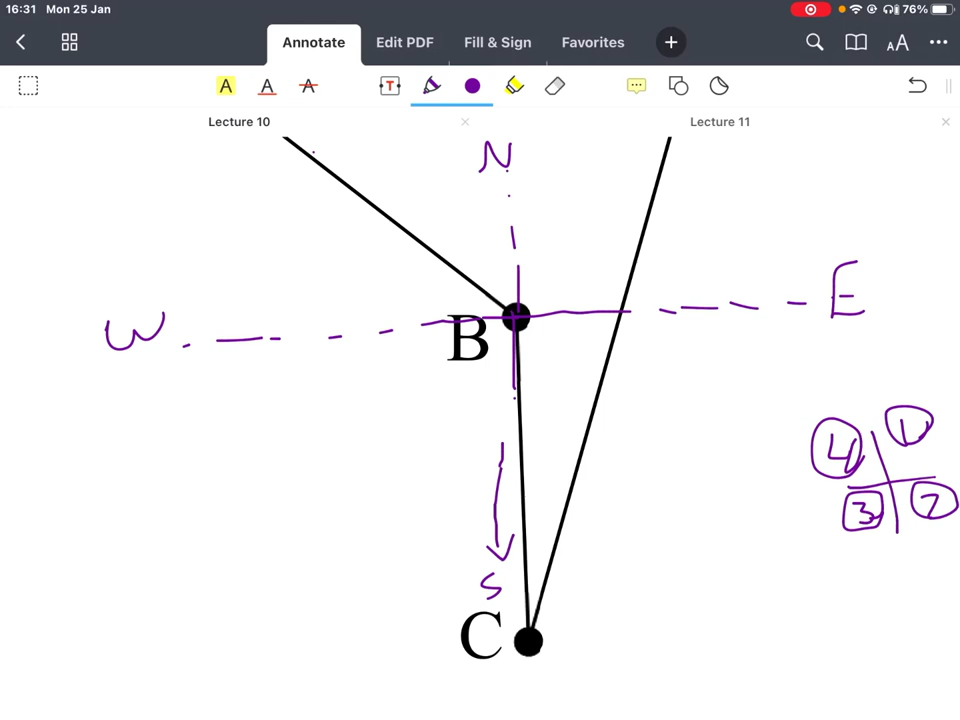 16:31 Mon 25 Jan 76%
Annotate Edit PDF Fill & Sign Favorites
A A A T AA
Lecture 10 Lecture 11
N
E
W
B
4 1
3 2
S
C